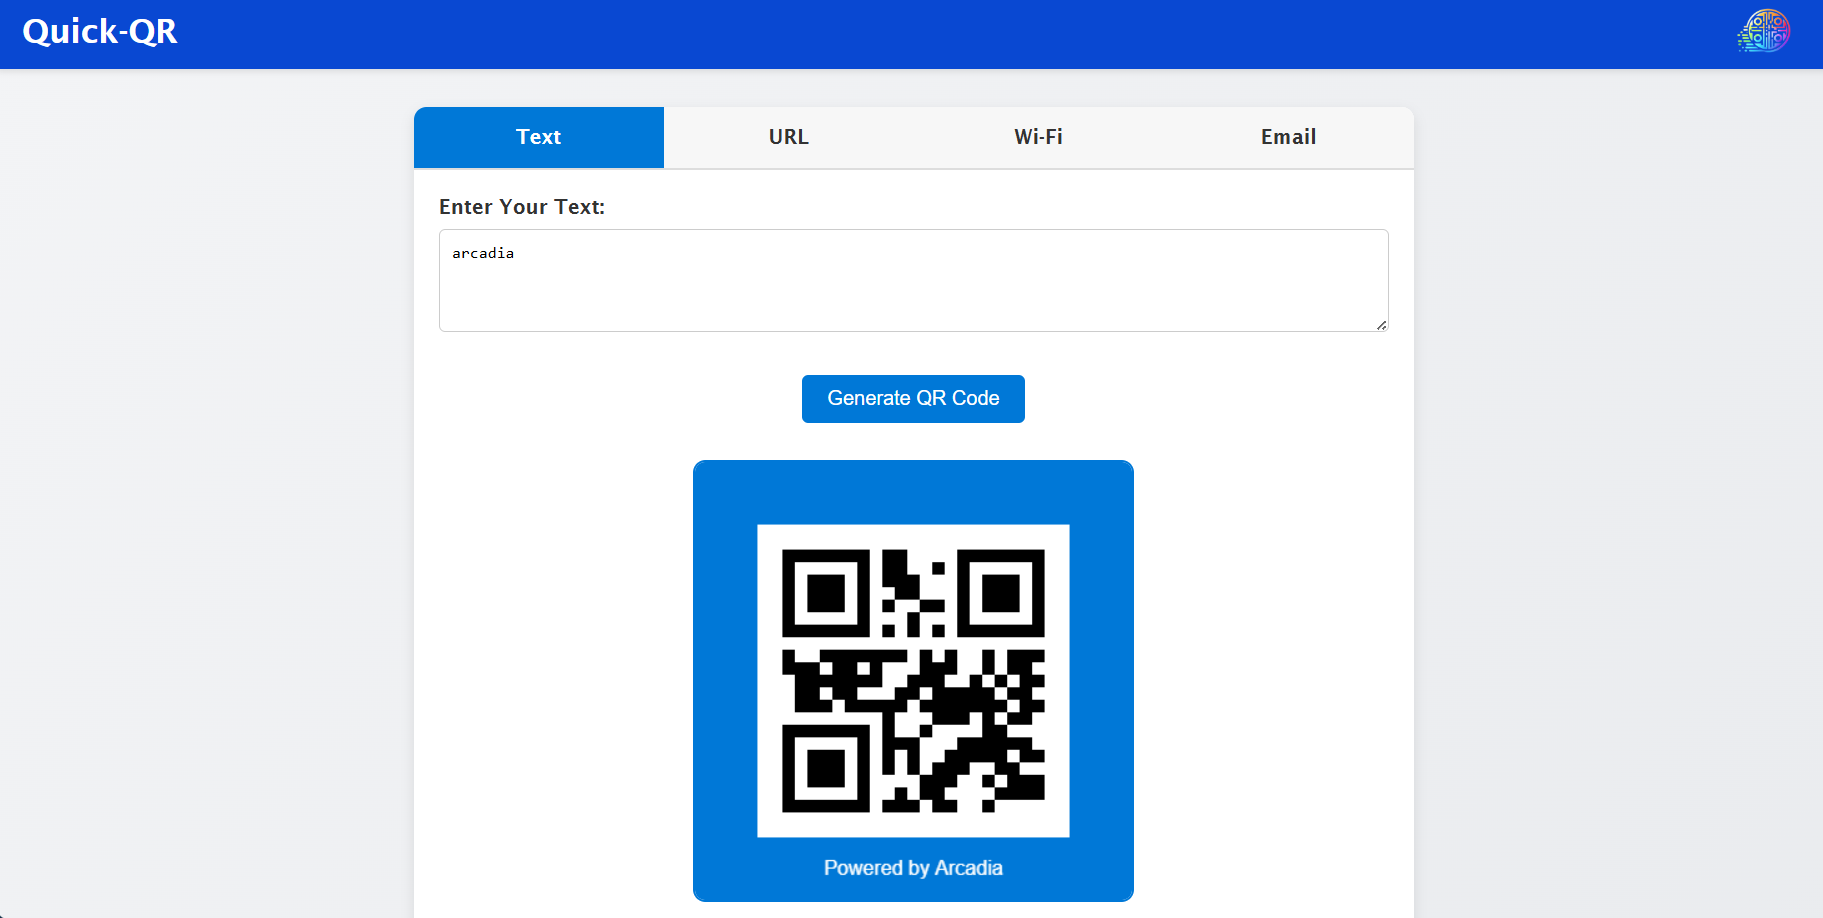 Quick-QR
Text URL Wi-Fi Email
Enter Your Text:
arcadia
Generate QR Code
Powered by Arcadia